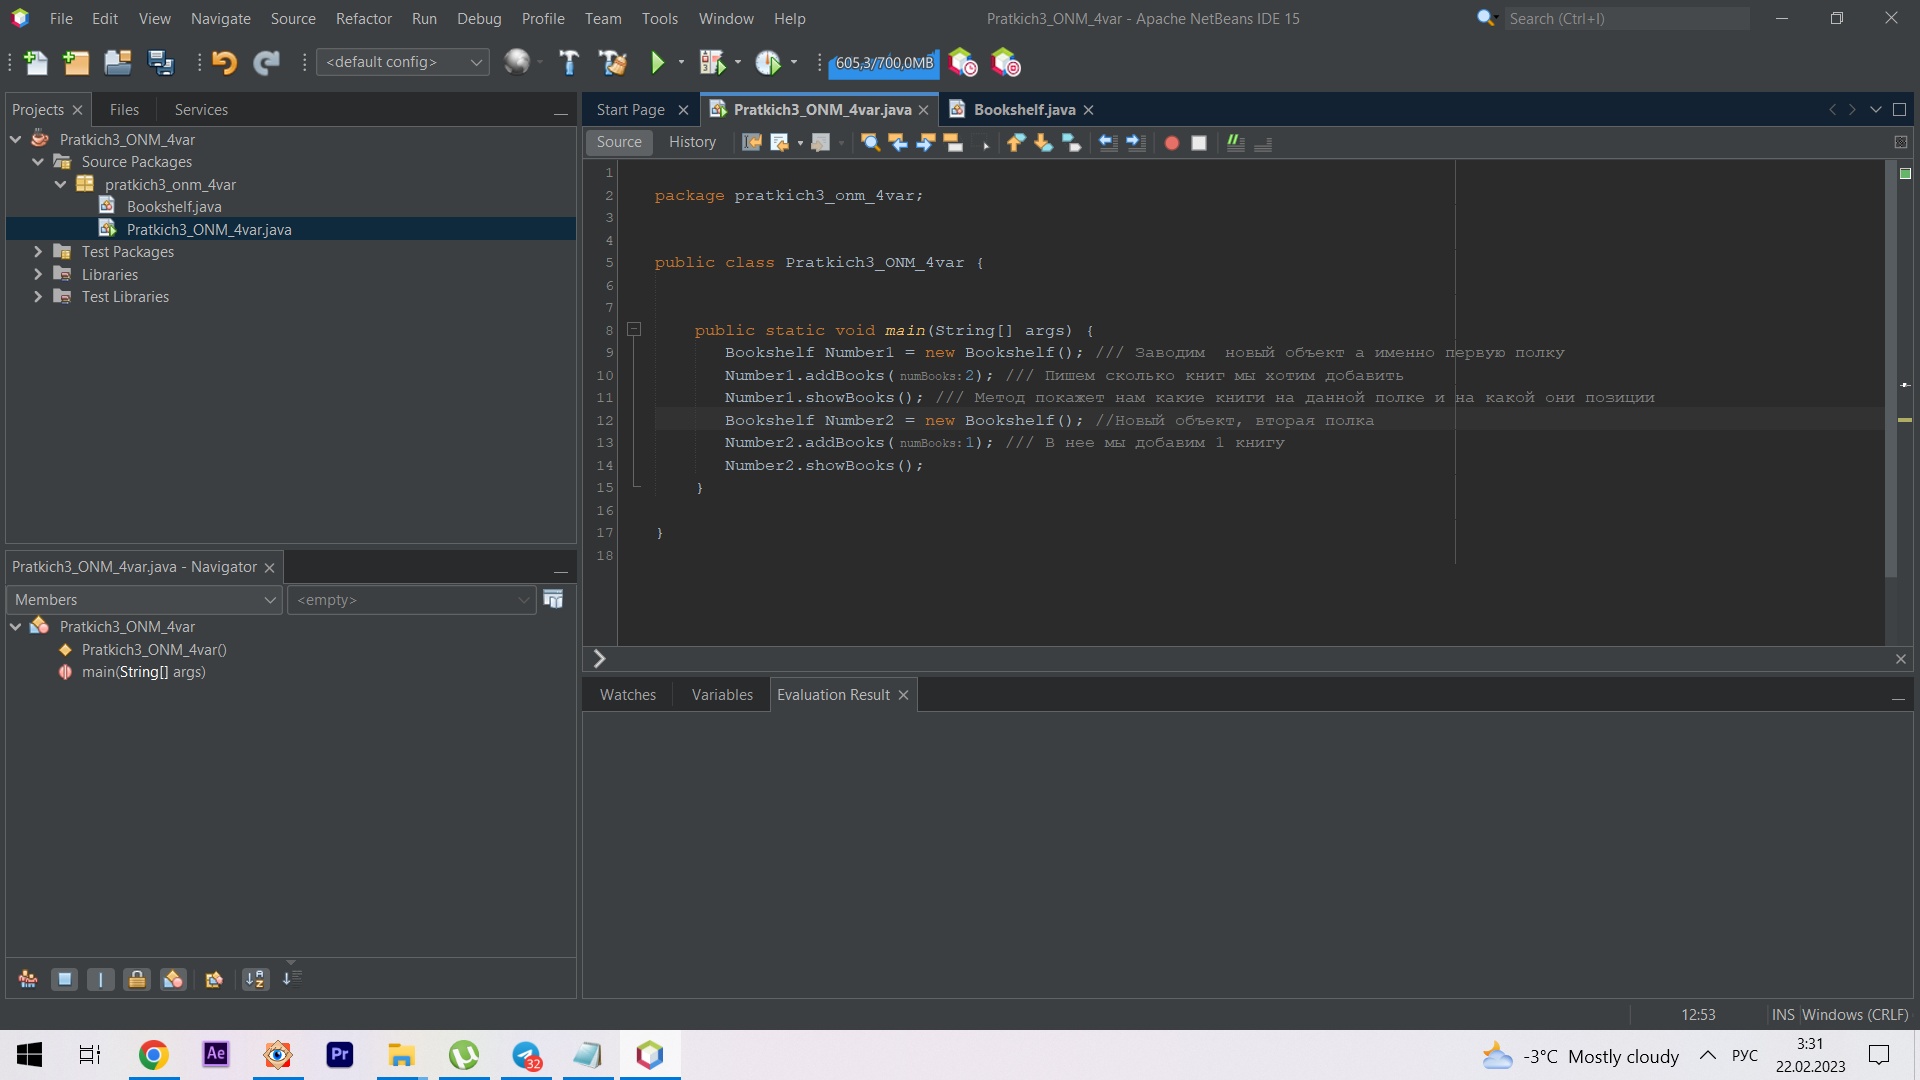 File Edit View Navigate Source Refactor Run Debug Profile Team Tools Window Help
Pratkich3_ONM_4var - Apache NetBeans IDE 15
Search (Ctrl+I)
<default config>
605,3/700,0MB
Projects Files Services
Pratkich3_ONM_4var
Source Packages
pratkich3_onm_4var
Bookshelf.java
Pratkich3_ONM_4var.java
Test Packages
Libraries
Test Libraries
Pratkich3_ONM_4var.java - Navigator
Members
<empty>
Pratkich3_ONM_4var
Pratkich3_ONM_4var()
main(String[] args)
Start Page Pratkich3_ONM_4var.java Bookshelf.java
Source History
1
2 package pratkich3_onm_4var;
3
4
5 public class Pratkich3_ONM_4var {
6
7
8 public static void main(String[] args) {
9 Bookshelf Number1 = new Bookshelf(); /// Заводим  новый объект а именно первую полку
10 Number1.addBooks( numBooks:2); /// Пишем сколько книг мы хотим добавить
11 Number1.showBooks(); /// Метод покажет нам какие книги на данной полке и на какой они позиции
12 Bookshelf Number2 = new Bookshelf(); //Новый объект, вторая полка
13 Number2.addBooks( numBooks:1); /// В нее мы добавим 1 книгу
14 Number2.showBooks();
15 }
16
17 }
18
Watches Variables Evaluation Result
12:53 INS Windows (CRLF)
Ae
Pr
32
-3°C Mostly cloudy
РУС
3:31
22.02.2023